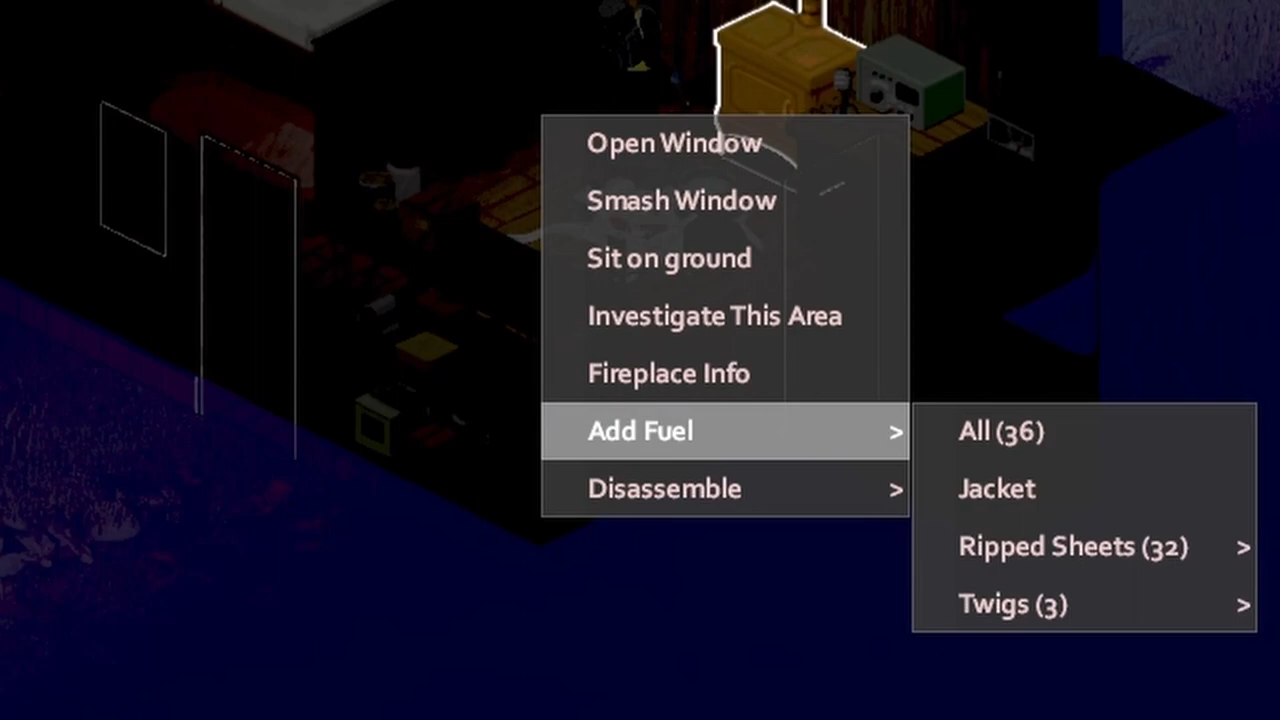 Open Window
Smash Window
Sit on ground
Investigate This Area
Fireplace Info
Add Fuel >
Disassemble >
All (36)
Jacket
Ripped Sheets (32) >
Twigs (3) >